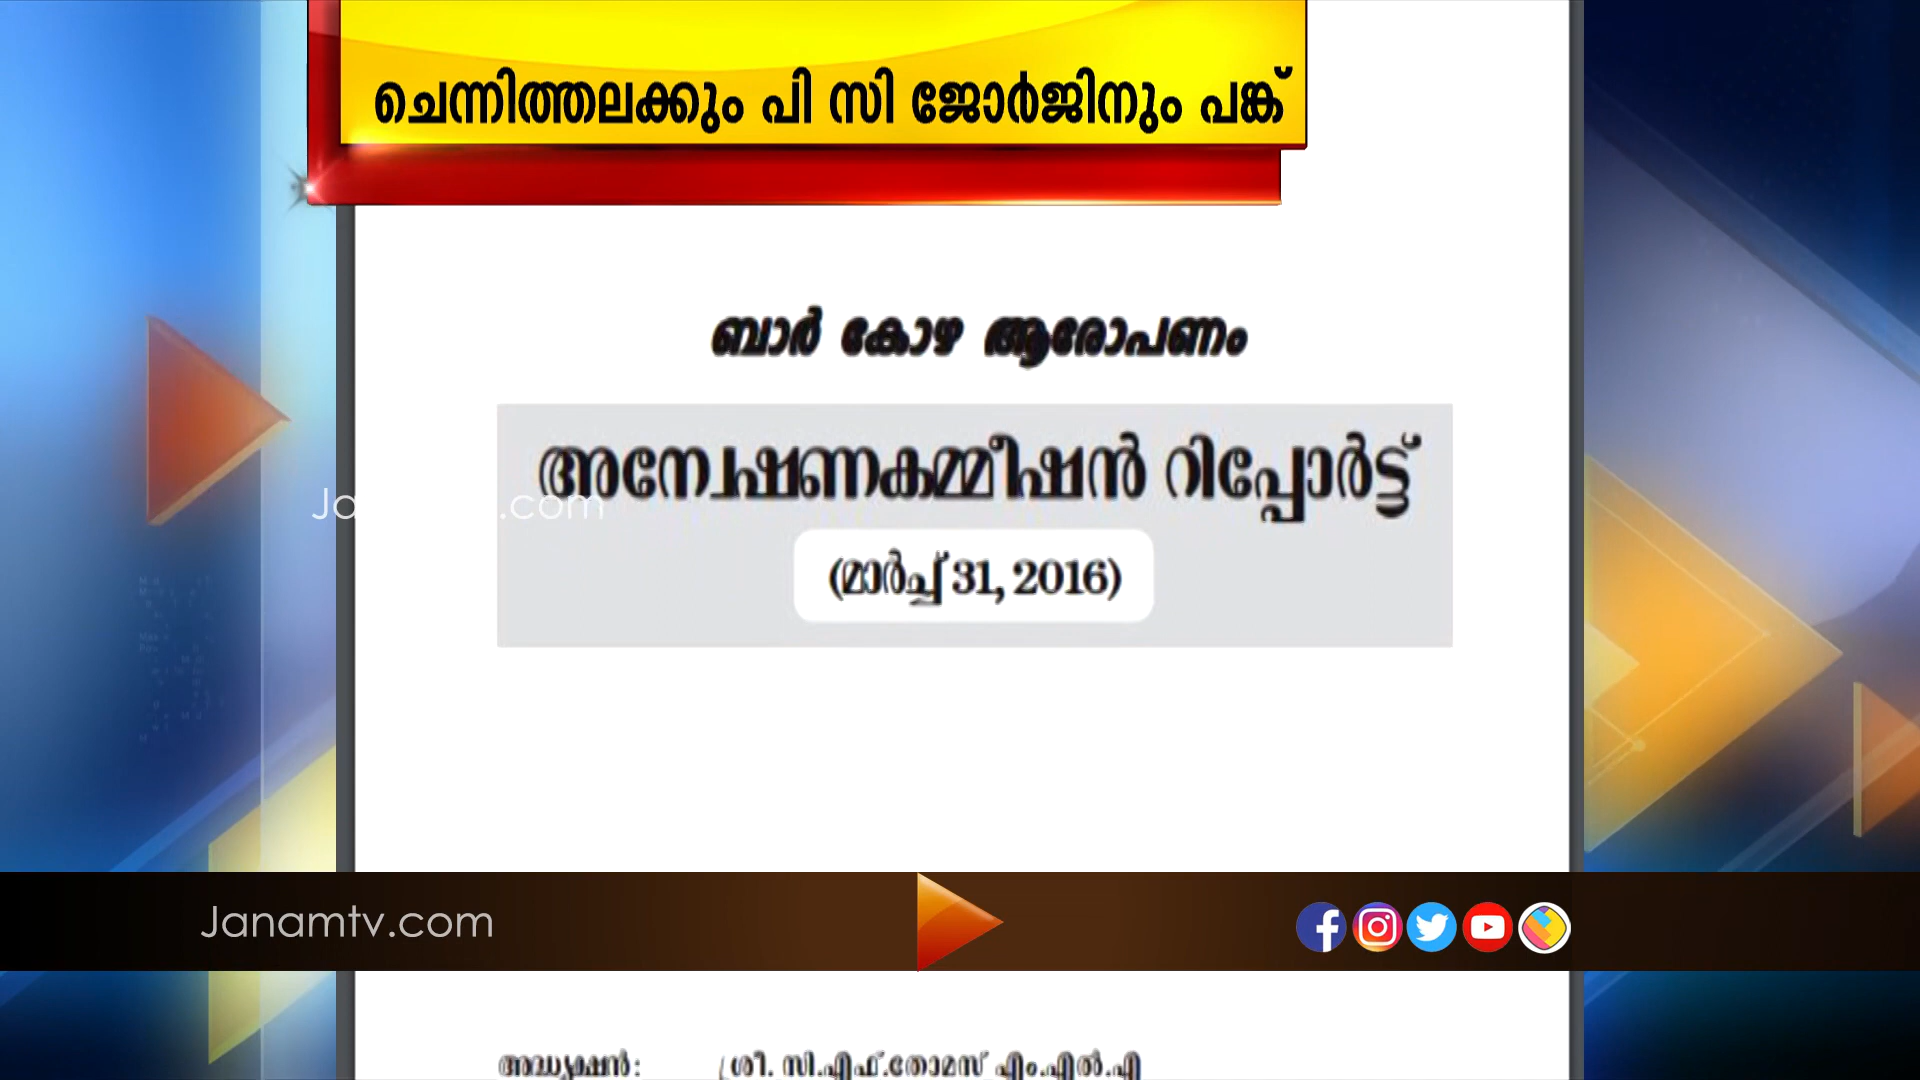 ചെന്നിത്തലക്കും പി സി ജോർജിനും പങ്ക്
ബാർ കോഴ ആരോപണം
അന്വേഷണകമ്മീഷൻ റിപ്പോർട്ട്
(മാർച്ച് 31, 2016)
Janamtv.com
അദ്ധ്യക്ഷൻ: ശ്രീ. സി.എഫ്.തോമസ് എം.എൽ.എ